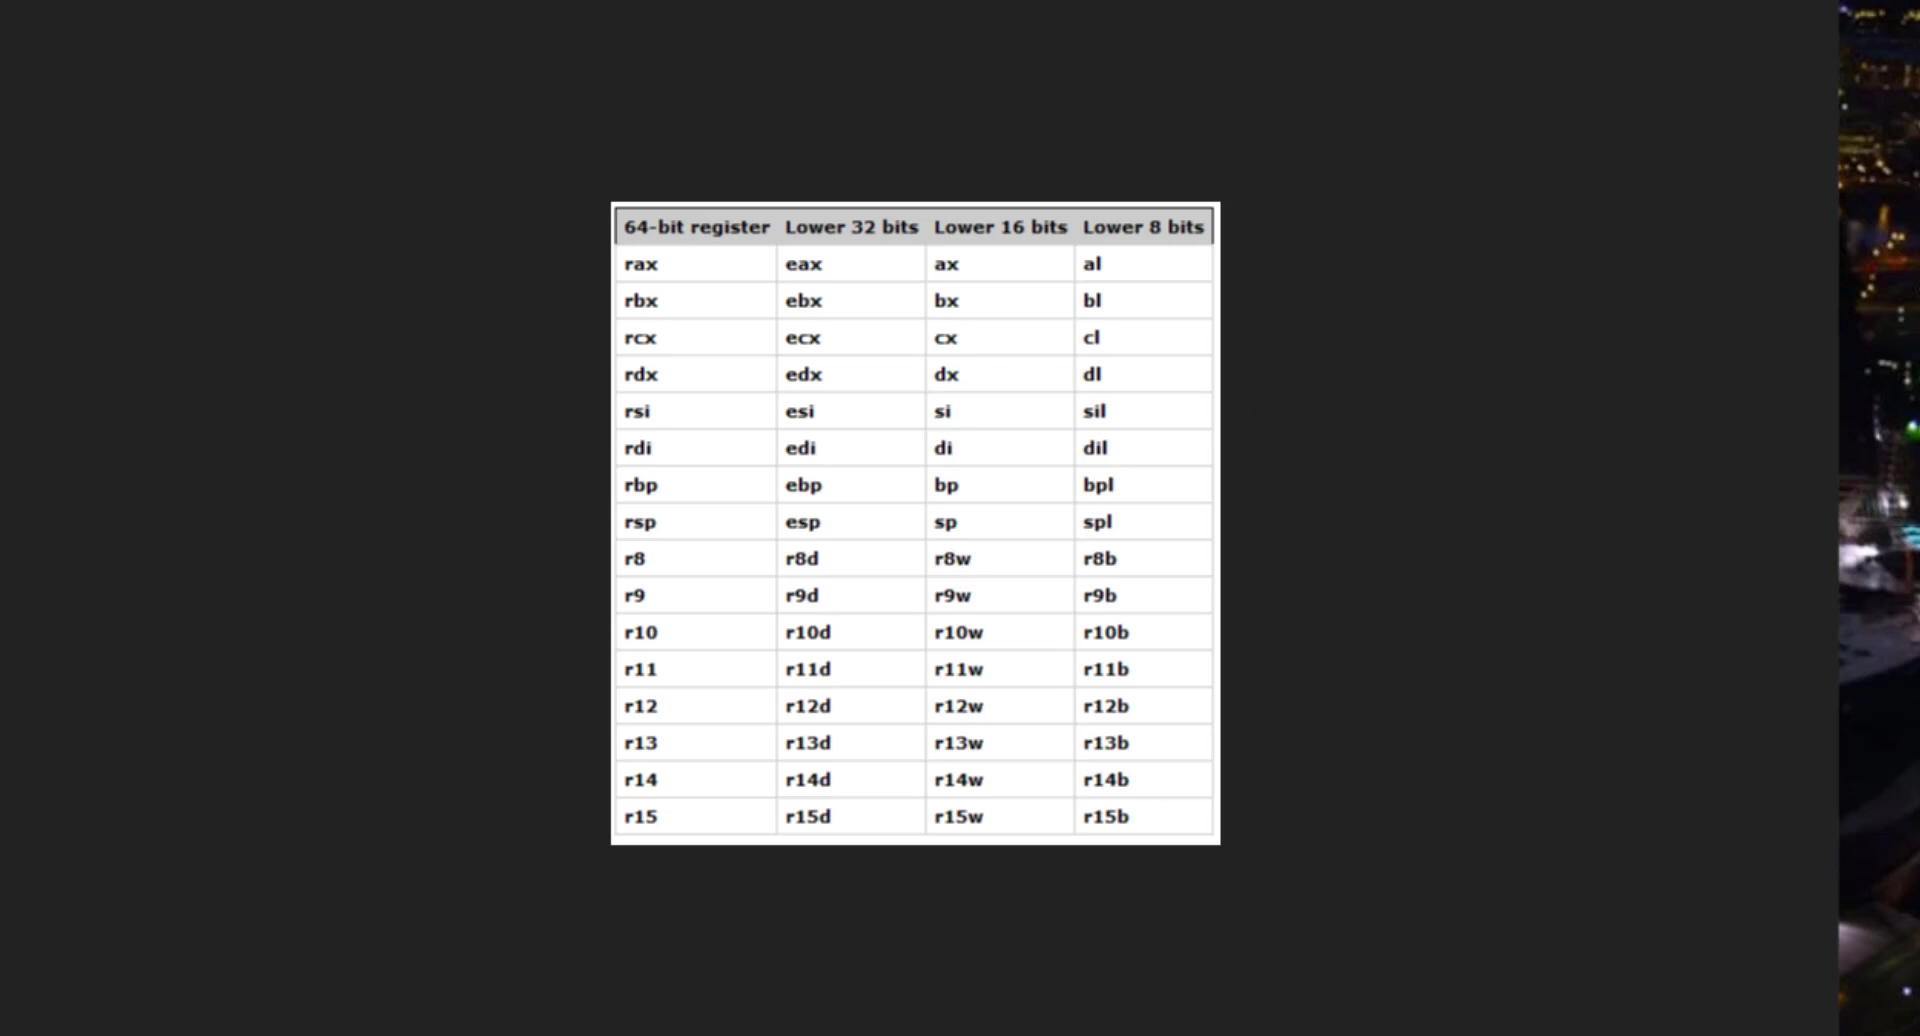 64-bit register Lower 32 bits Lower 16 bits Lower 8 bits
rax eax ax al
rbx ebx bx bl
rcx ecx cx cl
rdx edx dx dl
rsi esi si sil
rdi edi di dil
rbp ebp bp bpl
rsp esp sp spl
r8 r8d r8w r8b
r9 r9d r9w r9b
r10 r10d r10w r10b
r11 r11d r11w r11b
r12 r12d r12w r12b
r13 r13d r13w r13b
r14 r14d r14w r14b
r15 r15d r15w r15b